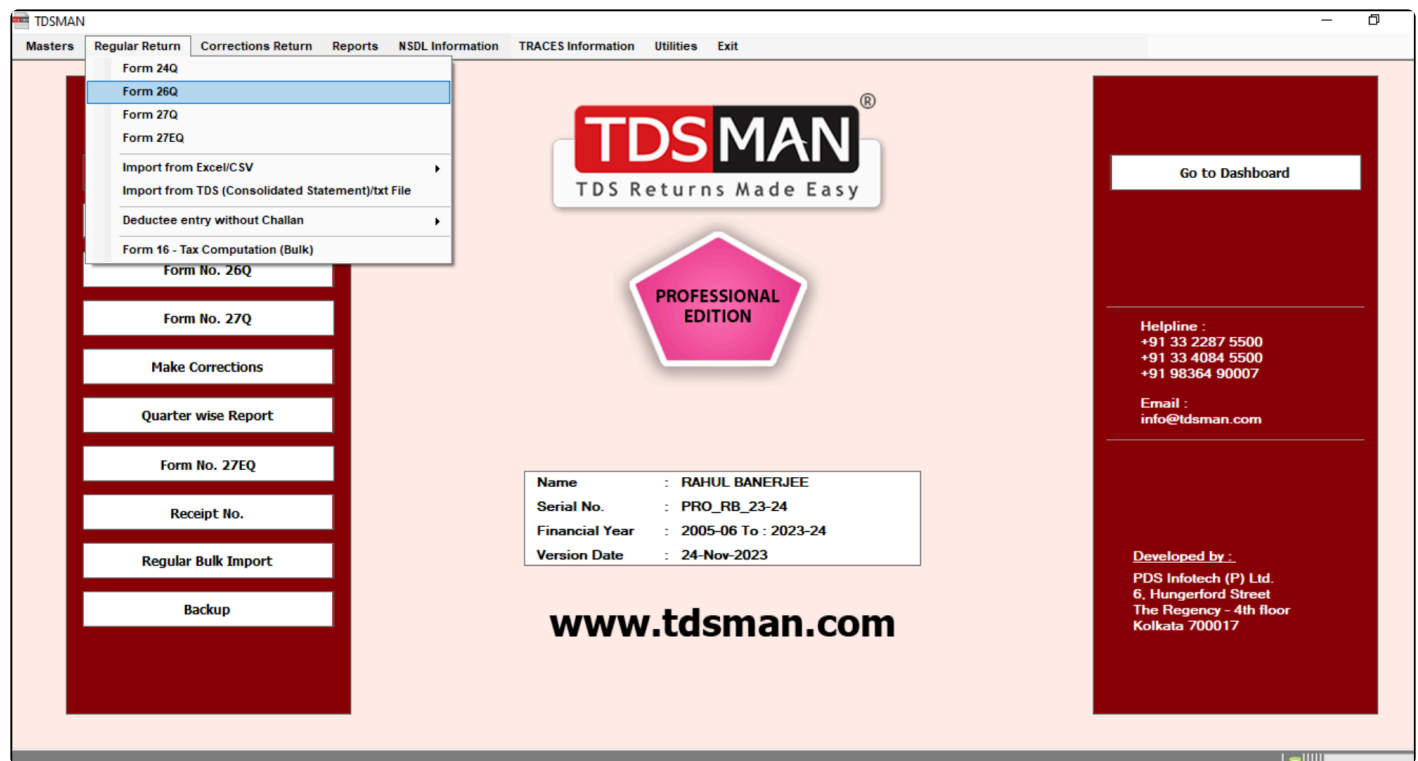 TDSMAN
Masters Regular Return Corrections Return Reports NSDL Information TRACES Information Utilities Exit
Form 24Q
Form 26Q
Form 27Q
Form 27EQ
Import from Excel/CSV
Import from TDS (Consolidated Statement)/txt File
Deductee entry without Challan
Form 16 - Tax Computation (Bulk)
Form No. 26Q
Form No. 27Q
Make Corrections
Quarter wise Report
Form No. 27EQ
Receipt No.
Regular Bulk Import
Backup
TDSMAN®
TDS Returns Made Easy
PROFESSIONAL
EDITION
Name : RAHUL BANERJEE
Serial No. : PRO_RB_23-24
Financial Year : 2005-06 To : 2023-24
Version Date : 24-Nov-2023
www.tdsman.com
Go to Dashboard
Helpline :
+91 33 2287 5500
+91 33 4084 5500
+91 98364 90007
Email :
info@tdsman.com
Developed by :
PDS Infotech (P) Ltd.
6, Hungerford Street
The Regency - 4th floor
Kolkata 700017